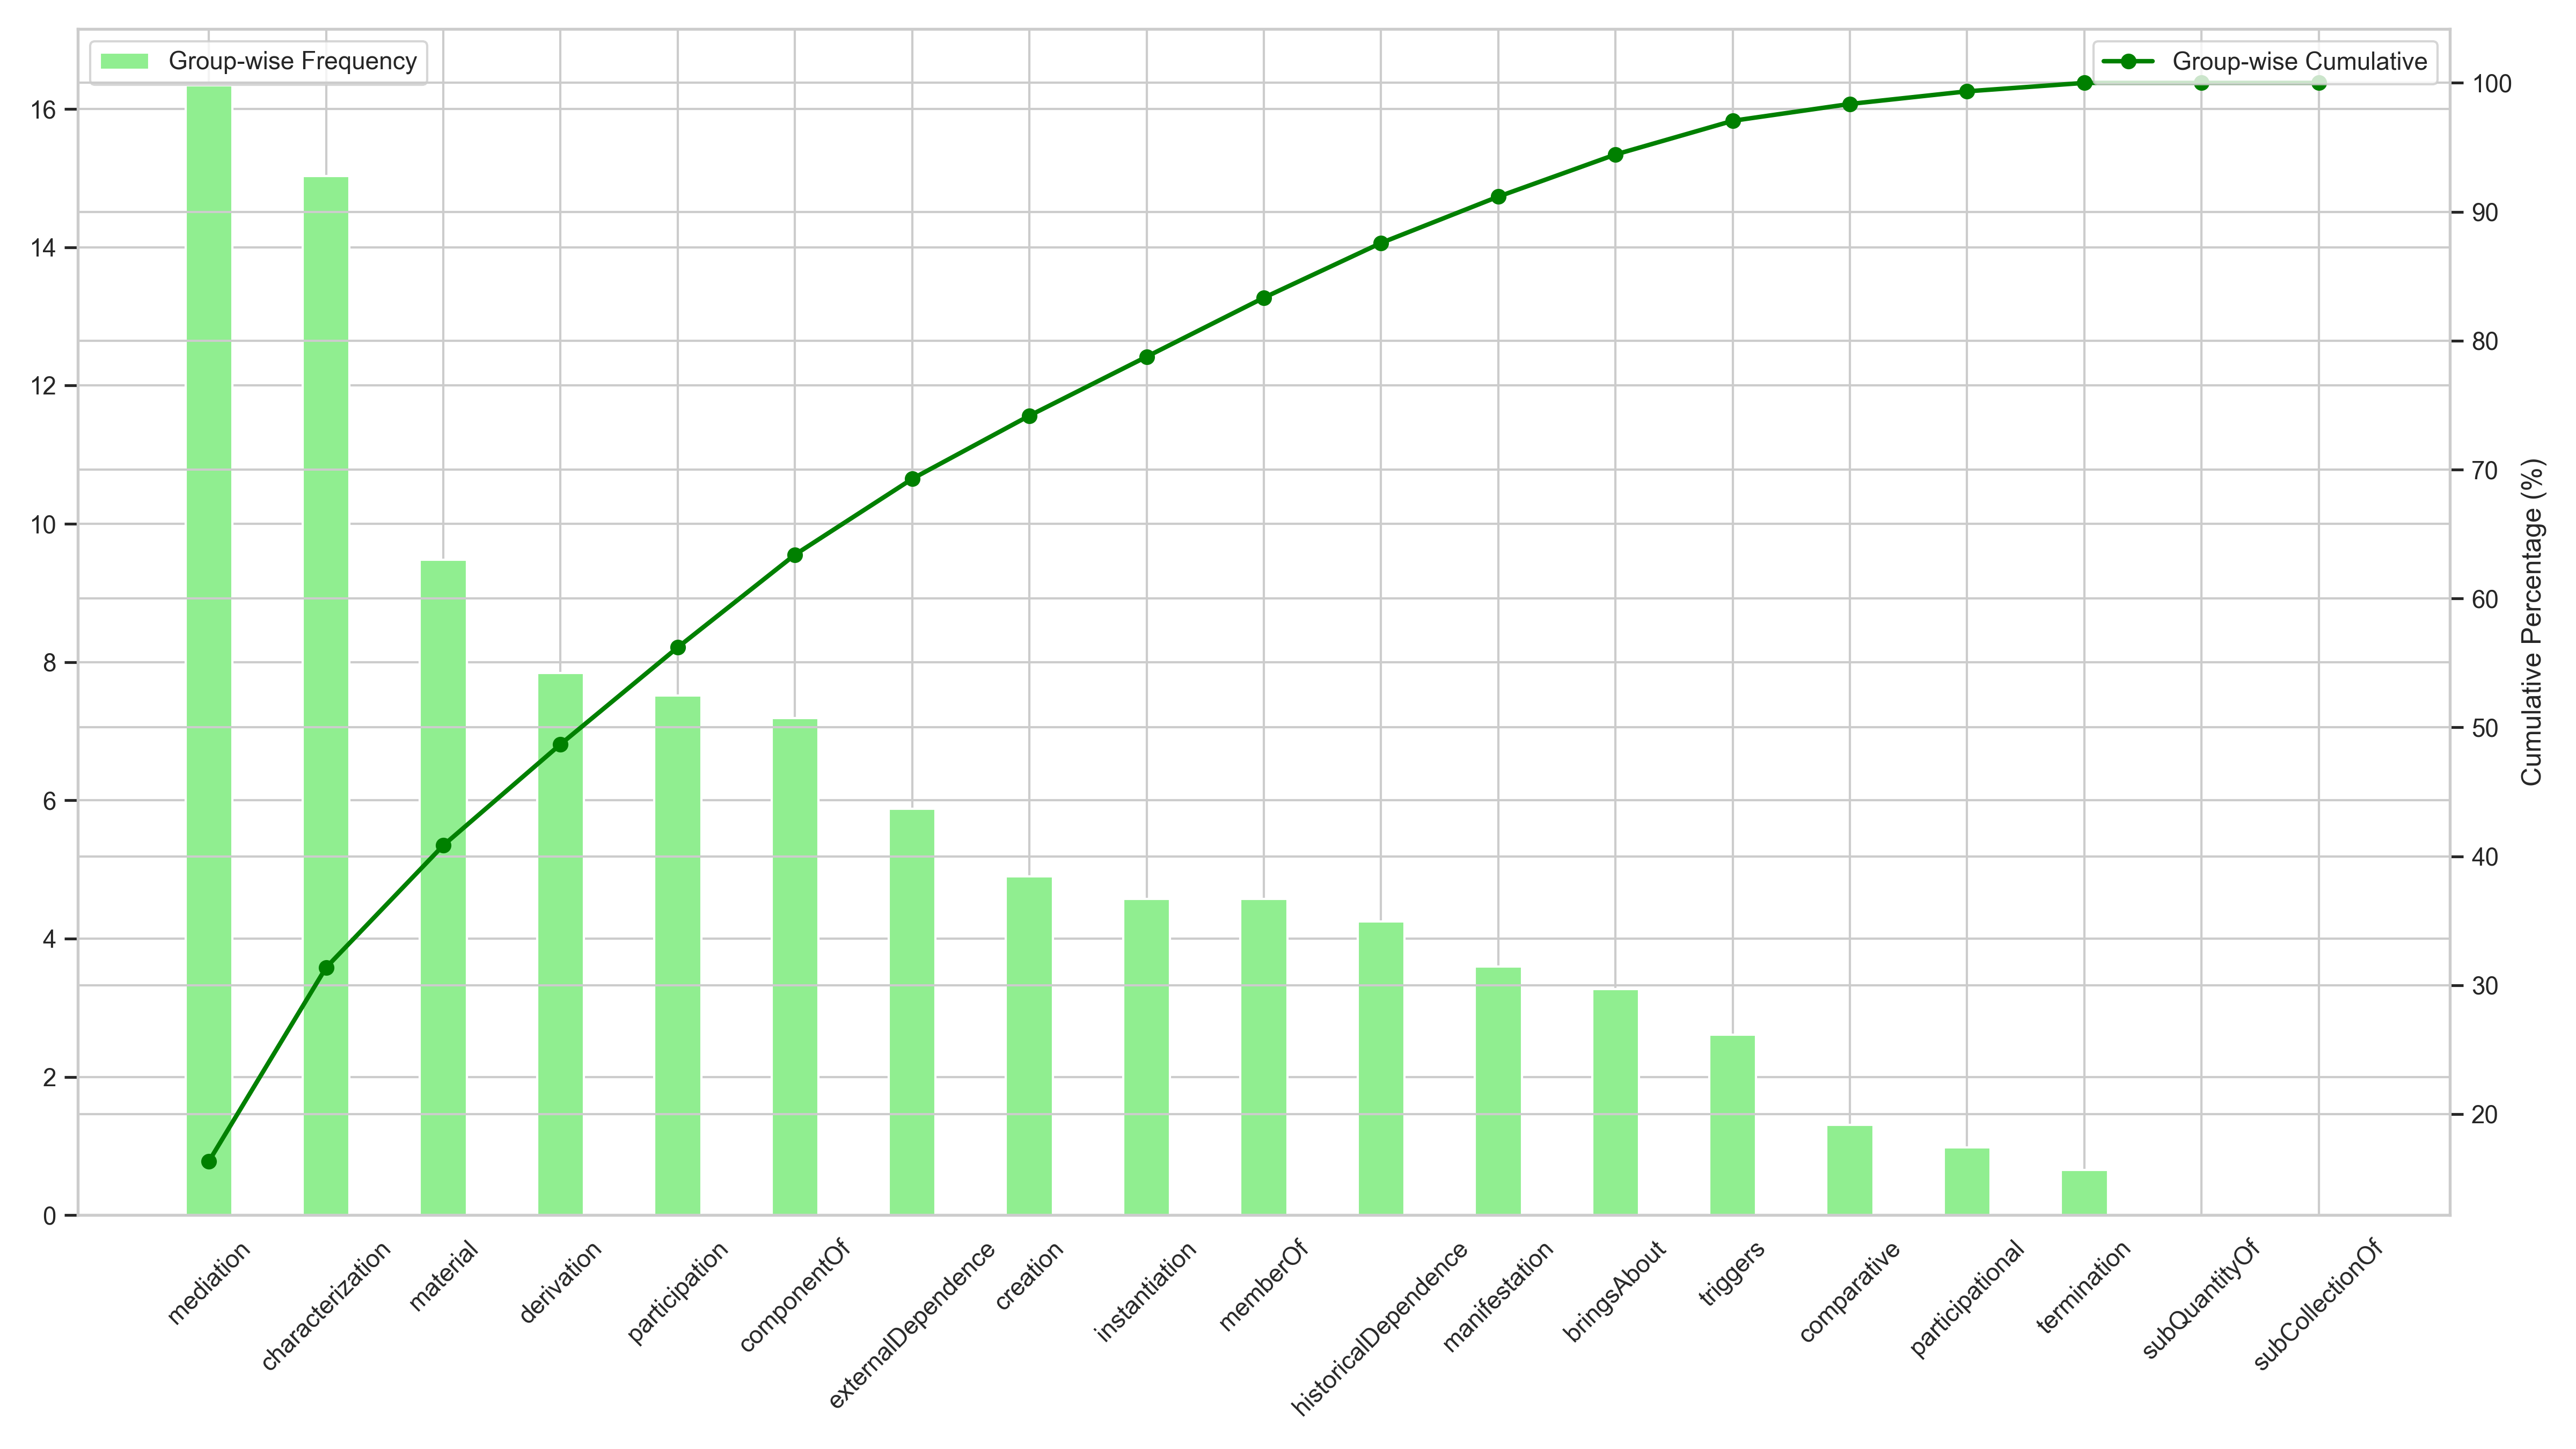 Group-wise Frequency
Group-wise Cumulative
16
14
12
10
8
6
4
2
0
100
90
80
70
60
50
40
30
20
Cumulative Percentage (%)
mediation
characterization
material
derivation
participation
componentOf
externalDependence
creation
instantiation
memberOf
historicalDependence
manifestation
bringsAbout
triggers
comparative
participational
termination
subQuantityOf
subCollectionOf